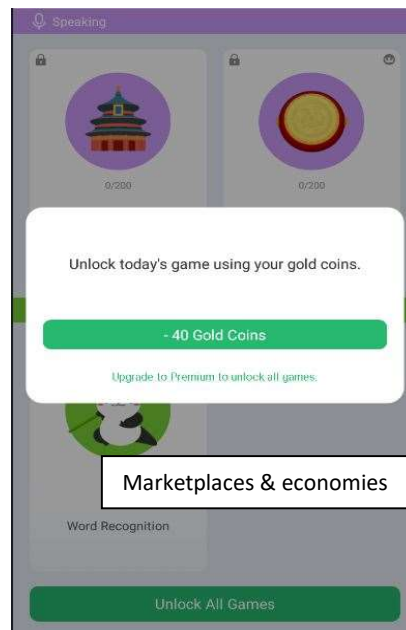 Speaking
0/200
0/200
Unlock today's game using your gold coins.
- 40 Gold Coins
Upgrade to Premium to unlock all games.
Marketplaces & economies
Word Recognition
Unlock All Games